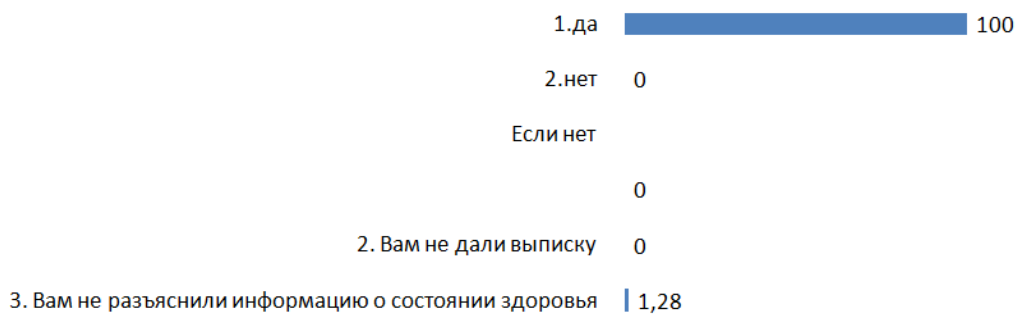 1.да 100
2.нет 0
Если нет
0
2. Вам не дали выписку 0
3. Вам не разъяснили информацию о состоянии здоровья 1,28